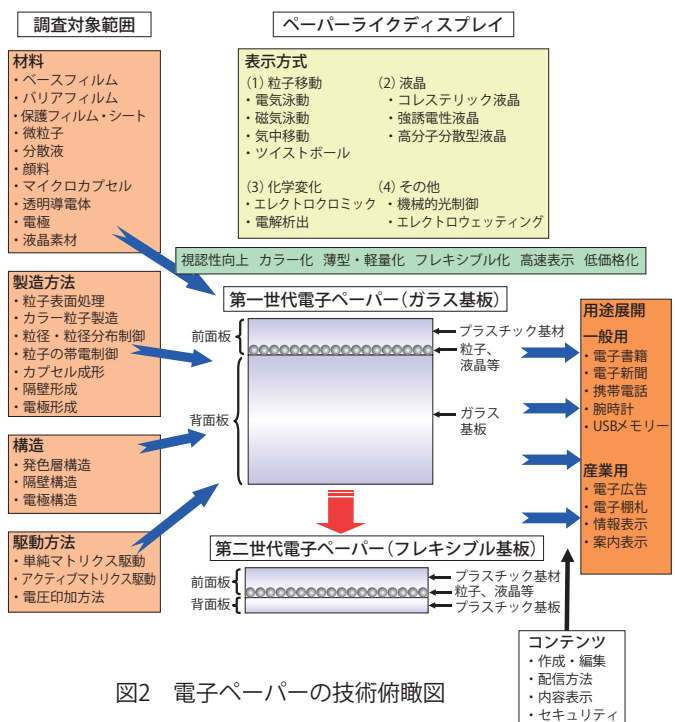 調査対象範囲
ペーパーライクディスプレイ
材料
・ベースフィルム
・バリアフィルム
・保護フィルム・シート
・微粒子
・分散液
・顔料
・マイクロカプセル
・透明導電体
・電極
・液晶素材
表示方式
(1) 粒子移動
・電気泳動
・磁気泳動
・気中移動
・ツイストボール
(2) 液晶
・コレステリック液晶
・強誘電性液晶
・高分子分散型液晶
(3) 化学変化
・エレクトロクロミック
・電解析出
(4) その他
・機械的光制御
・エレクトロウェッティング
視認性向上 カラー化 薄型・軽量化 フレキシブル化 高速表示 低価格化
製造方法
・粒子表面処理
・カラー粒子製造
・粒径・粒径分布制御
・粒子の帯電制御
・カプセル成形
・隔壁形成
・電極形成
構造
・発色層構造
・隔壁構造
・電極構造
駆動方法
・単純マトリクス駆動
・アクティブマトリクス駆動
・電圧印加方法
第一世代電子ペーパー(ガラス基板)
前面板
背面板
プラスチック基材
粒子、
液晶等
ガラス
基板
第二世代電子ペーパー(フレキシブル基板)
前面板
背面板
プラスチック基材
粒子、液晶等
プラスチック基板
用途展開
一般用
・電子書籍
・電子新聞
・携帯電話
・腕時計
・USBメモリー
産業用
・電子広告
・電子棚札
・情報表示
・案内表示
コンテンツ
・作成・編集
・配信方法
・内容表示
・セキュリティ
図2 電子ペーパーの技術俯瞰図